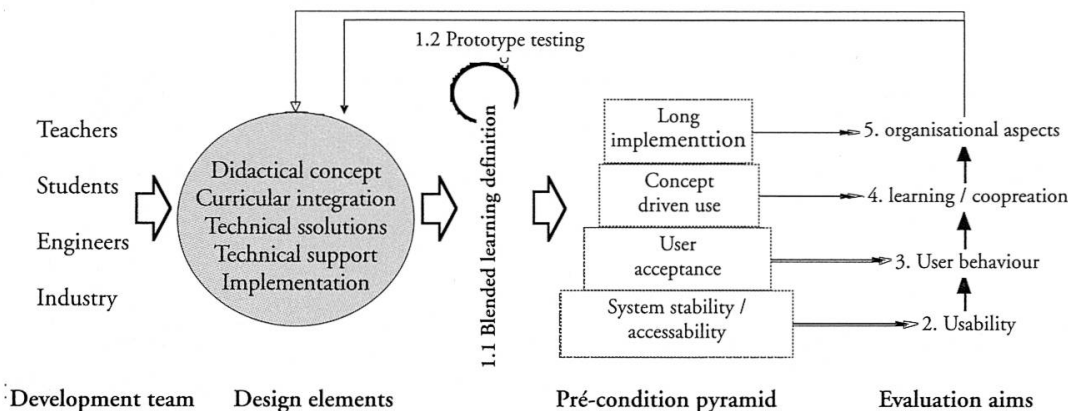 1.2 Prototype testing
Teachers
Students
Engineers
Industry
Didactical concept
Curricular integration
Technical ssolutions
Technical support
Implementation
1.1 Blended learning definition
Long
implementtion
Concept
driven use
User
acceptance
System stability /
accessability
5. organisational aspects
4. learning / coopreation
3. User behaviour
2. Usability
Development team
Design elements
Pré-condition pyramid
Evaluation aims